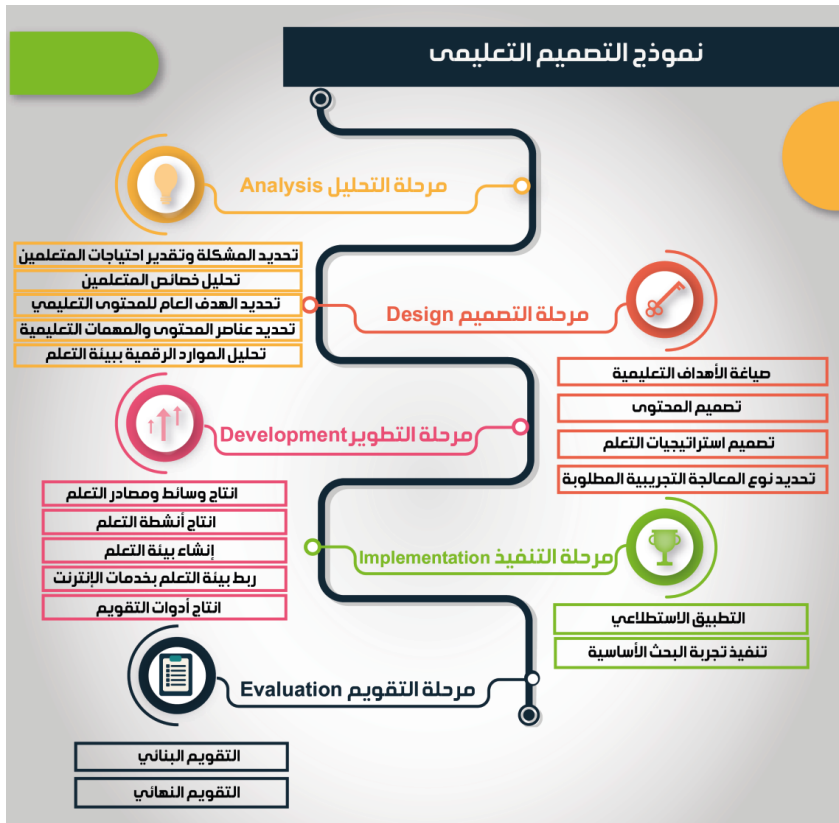 نموذج التصميم التعليمى
مرحلة التحليل Analysis
تحديد المشكلة وتقدير احتياجات المتعلمين
تحليل خصائص المتعلمين
تحديد الهدف العام للمحتوى التعليمي
تحديد عناصر المحتوى والمهمات التعليمية
تحليل الموارد الرقمية ببيئة التعلم
مرحلة التصميم Design
صياغة الأهداف التعليمية
تصميم المحتوى
تصميم استراتيجيات التعلم
تحديد نوع المعالجة التجريبية المطلوبة
مرحلة التطوير Development
انتاج وسائط ومصادر التعلم
انتاج أنشطة التعلم
إنشاء بيئة التعلم
ربط بيئة التعلم بخدمات الإنترنت
انتاج أدوات التقويم
مرحلة التنفيذ Implementation
التطبيق الاستطلاعي
تنفيذ تجربة البحث الأساسية
مرحلة التقويم Evaluation
التقويم البنائي
التقويم النهائي